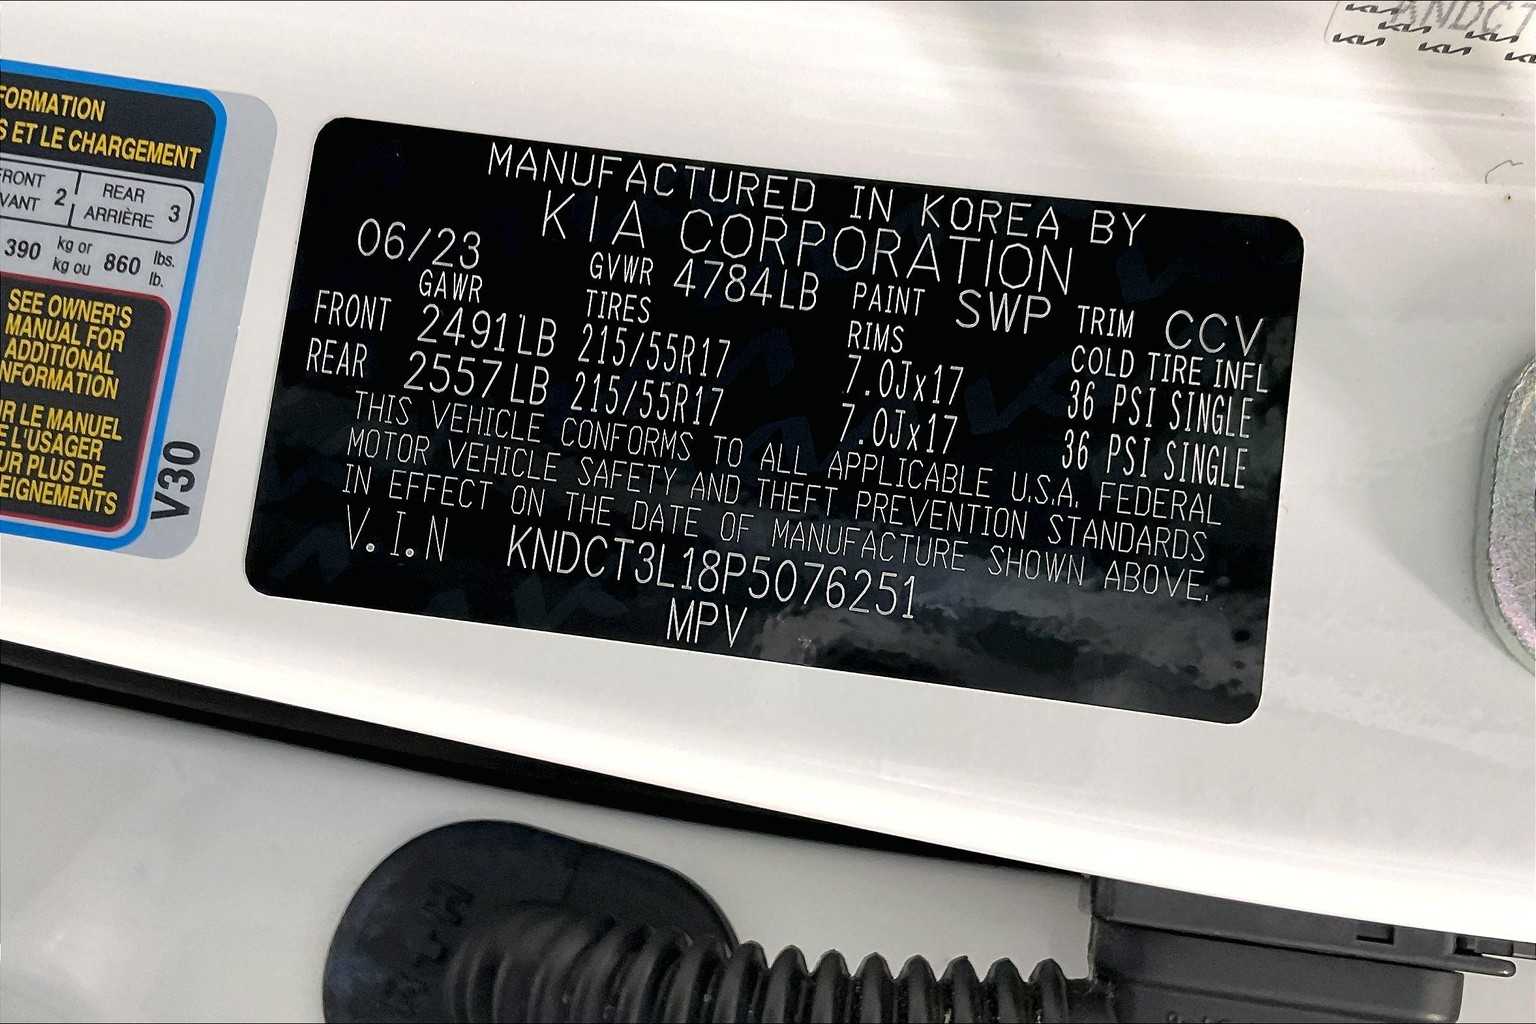 FORMATION
S ET LE CHARGEMENT
FRONT
VANT 2
REAR
ARRIÈRE 3
390 kg or
kg ou 860 lbs.
lb.
SEE OWNER'S
MANUAL FOR
ADDITIONAL
NFORMATION
UR LE MANUEL
E L'USAGER
UR PLUS DE
EIGNEMENTS
V30
MANUFACTURED IN KOREA BY
KIA CORPORATION
06/23 GVWR 4784LB PAINT SWP TRIM CCV
GAWR TIRES RIMS COLD TIRE INFL
FRONT 2491LB 215/55R17 7.0Jx17 36 PSI SINGLE
REAR 2557LB 215/55R17 7.0Jx17 36 PSI SINGLE
THIS VEHICLE CONFORMS TO ALL APPLICABLE U.S.A. FEDERAL
MOTOR VEHICLE SAFETY AND THEFT PREVENTION STANDARDS
IN EFFECT ON THE DATE OF MANUFACTURE SHOWN ABOVE.
V.I.N KNDCT3L18P5076251
MPV
KNDCT